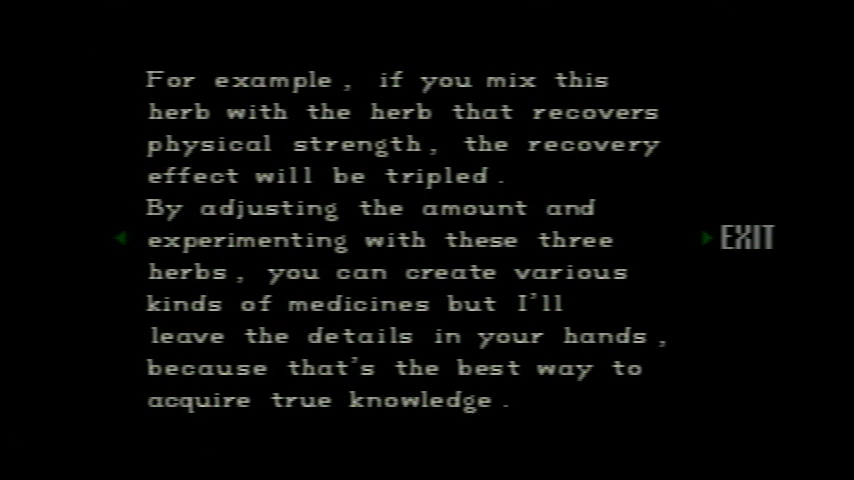 For example, if you mix this
herb with the herb that recovers
physical strength, the recovery
effect will be tripled.
By adjusting the amount and
experimenting with these three
herbs, you can create various
kinds of medicines but I'll
leave the details in your hands,
because that's the best way to
acquire true knowledge.
EXIT